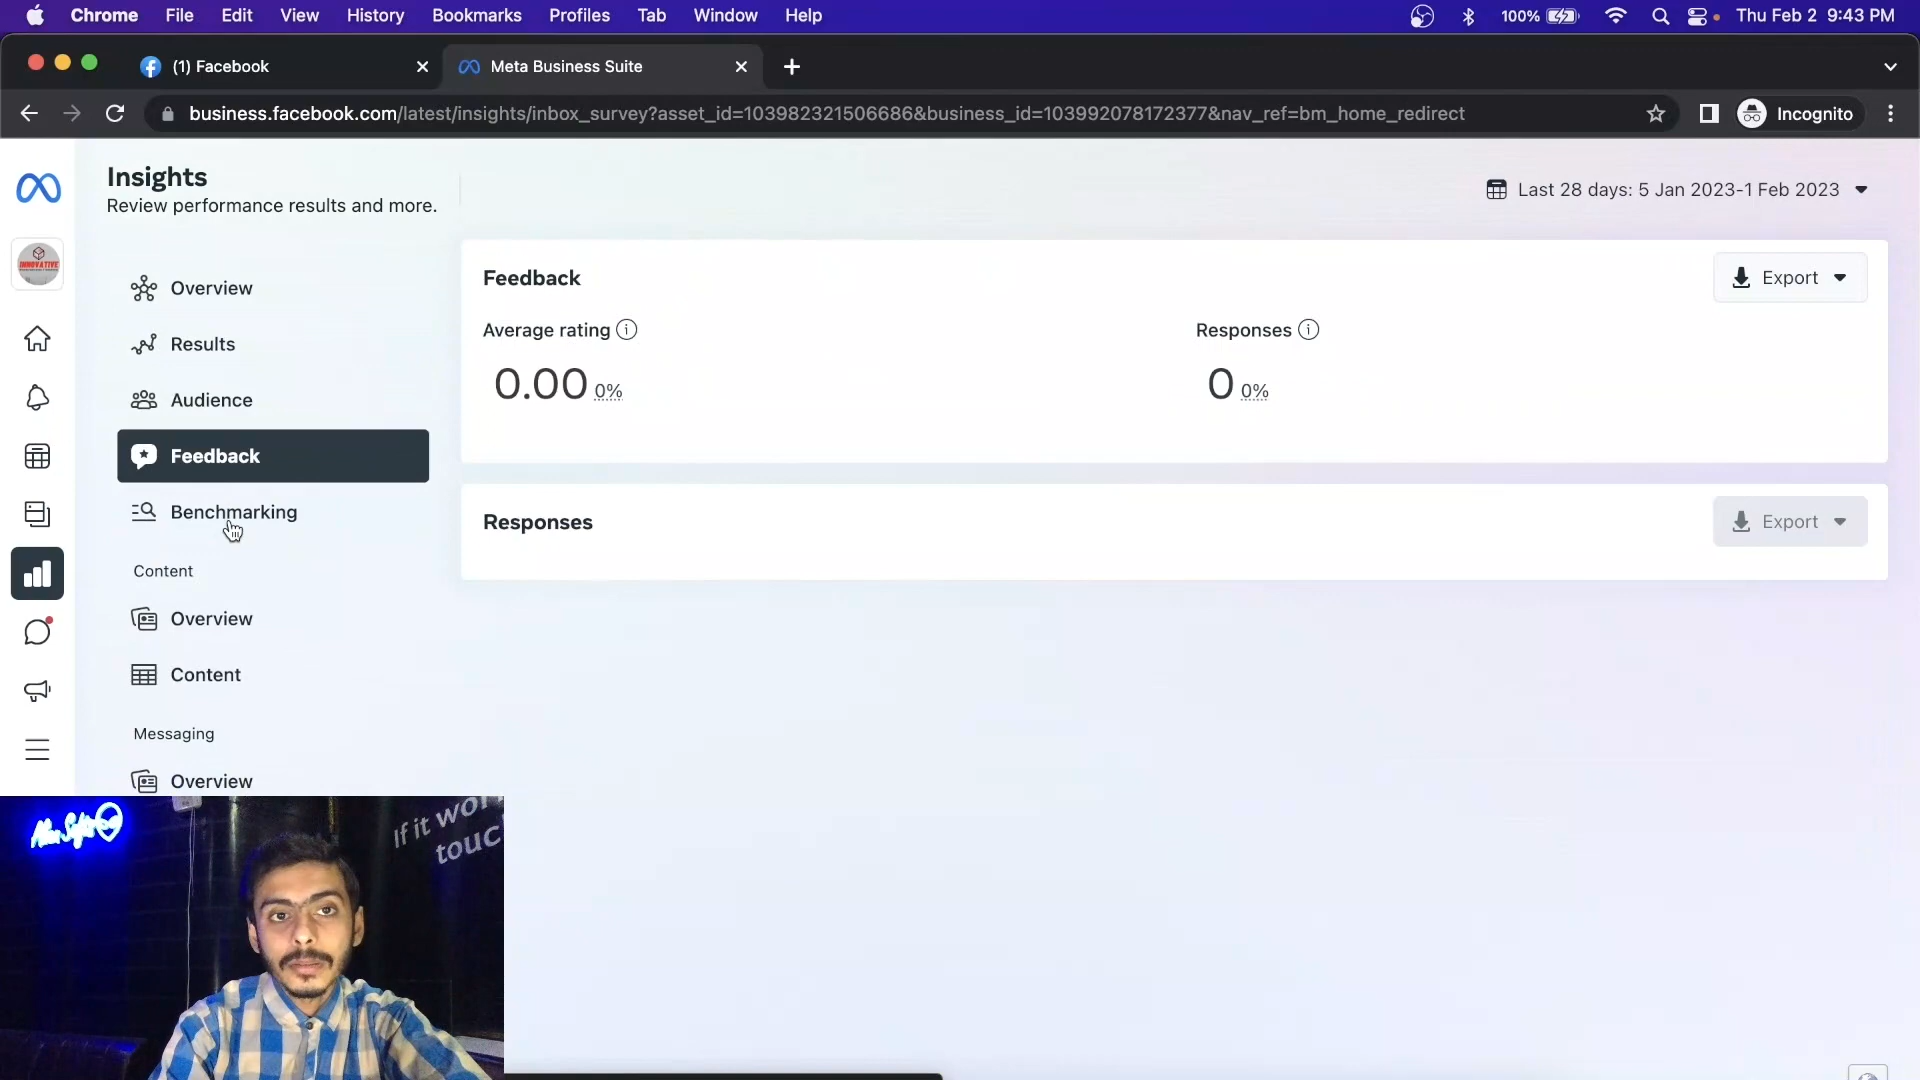 Chrome File Edit View History Bookmarks Profiles Tab Window Help 100% Thu Feb 2 9:43 PM
(1) Facebook Meta Business Suite
business.facebook.com/latest/insights/inbox_survey?asset_id=103982321506686&business_id=103992078172377&nav_ref=bm_home_redirect Incognito
Insights
Review performance results and more.
Last 28 days: 5 Jan 2023-1 Feb 2023
INNOVATIVE
Overview
Results
Audience
Feedback
Benchmarking
Content
Overview
Content
Messaging
Overview
Feedback
Export
Average rating
0.00 0%
Responses
0 0%
Responses
Export
If it wor
touc